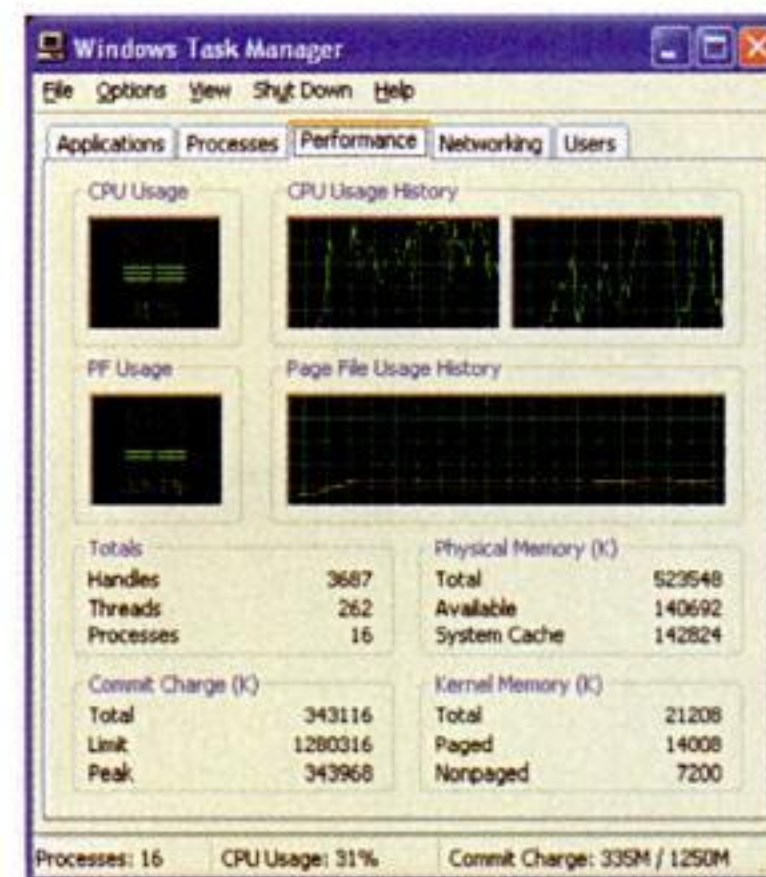 Windows Task Manager
File Options View Shut Down Help
Applications Processes Performance Networking Users
CPU Usage CPU Usage History
31 %
PF Usage Page File Usage History
Totals
Handles 3687
Threads 262
Processes 16
Physical Memory (K)
Total 523548
Available 140692
System Cache 142824
Commit Charge (K)
Total 343116
Limit 1280316
Peak 343968
Kernel Memory (K)
Total 21208
Paged 14008
Nonpaged 7200
Processes: 16 CPU Usage: 31% Commit Charge: 335M / 1250M